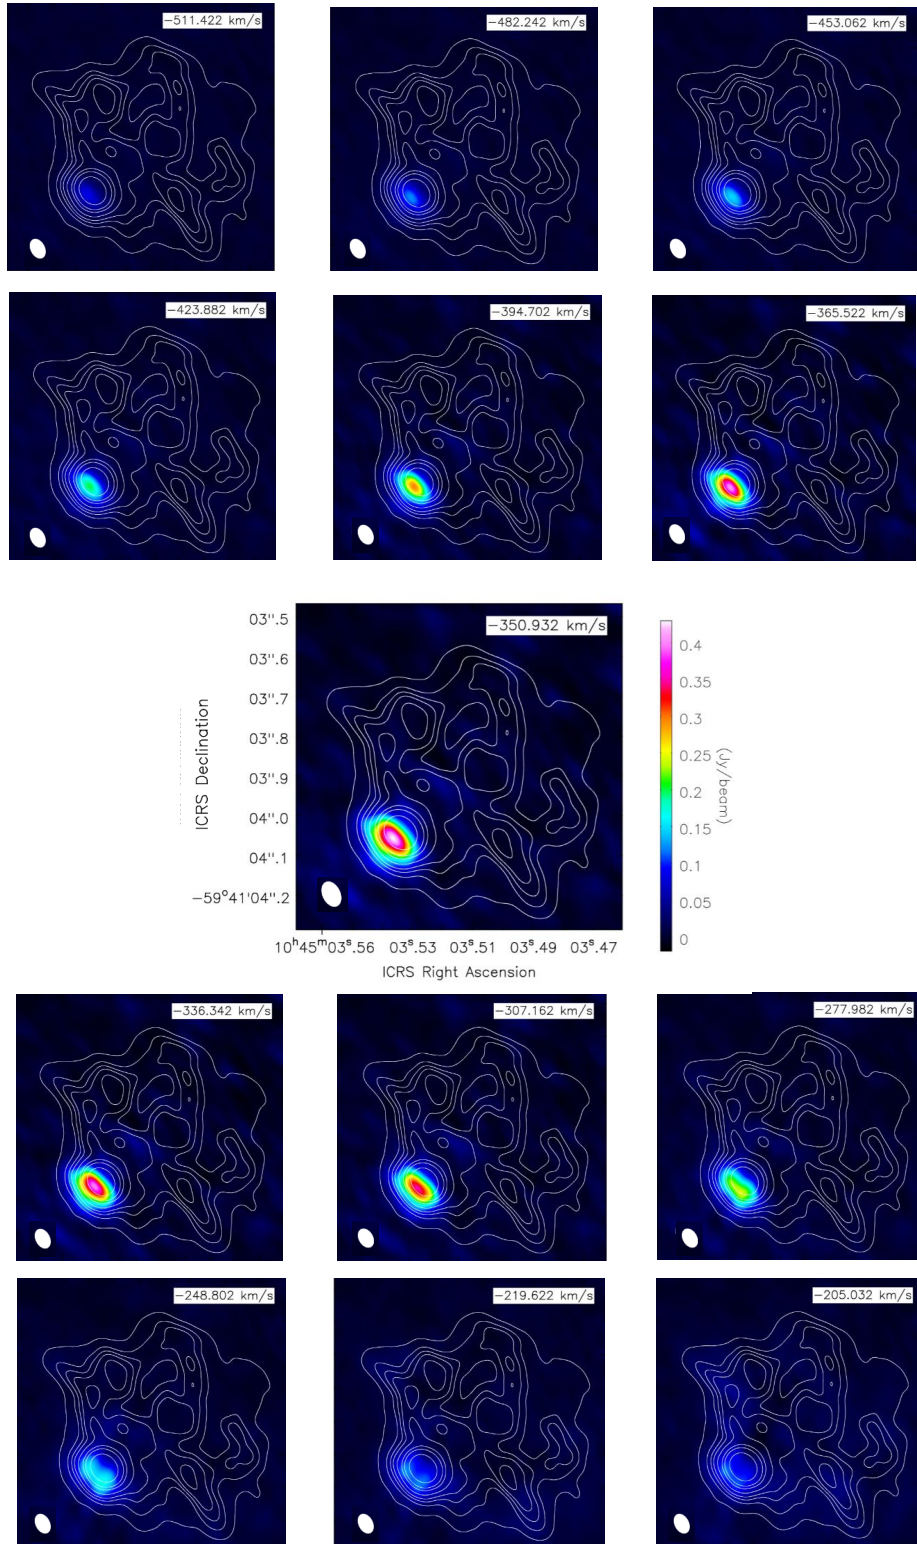 −511.422 km/s
−482.242 km/s
−453.062 km/s
−423.882 km/s
−394.702 km/s
−365.522 km/s
−350.932 km/s
03".5
03".6
03".7
03".8
03".9
04".0
04".1
−59°41'04".2
ICRS Declination
10ʰ45ᵐ03ˢ.56 03ˢ.53 03ˢ.51 03ˢ.49 03ˢ.47
ICRS Right Ascension
0.4
0.35
0.3
0.25
0.2
0.15
0.1
0.05
0
(Jy/beam)
−336.342 km/s
−307.162 km/s
−277.982 km/s
−248.802 km/s
−219.622 km/s
−205.032 km/s